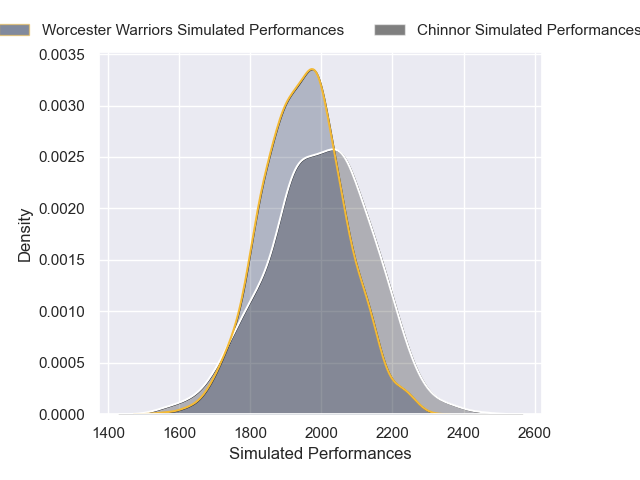 Worcester Warriors Simulated Performances Chinnor Simulated Performances
0.0035
0.0030
0.0025
0.0020
0.0015
0.0010
0.0005
0.0000
Density
1400 1600 1800 2000 2200 2400 2600
Simulated Performances